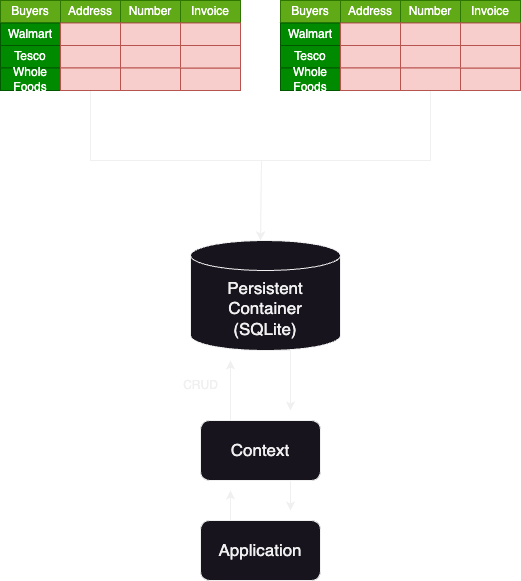 Buyers Address Number Invoice
Walmart
Tesco
Whole
Foods
Buyers Address Number Invoice
Walmart
Tesco
Whole
Foods
Persistent
Container
(SQLite)
CRUD
Context
Application